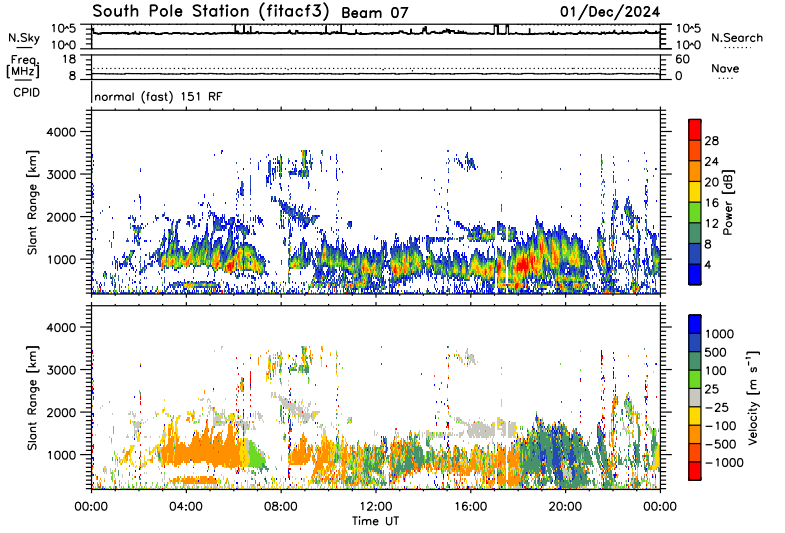 South Pole Station (fitacf3) Beam 07 01/Dec/2024
N.Sky 10^5 10^0 10^5 10^0 N.Search
Freq. [MHz] 18 8 60 0 Nave
CPID normal (fast) 151 RF
Slant Range [km]
4000
3000
2000
1000
28
24
20
16
12
8
4
Power [dB]
Slant Range [km]
4000
3000
2000
1000
1000
500
100
25
-25
-100
-500
-1000
Velocity [m s⁻¹]
00:00 04:00 08:00 12:00 16:00 20:00 00:00
Time UT